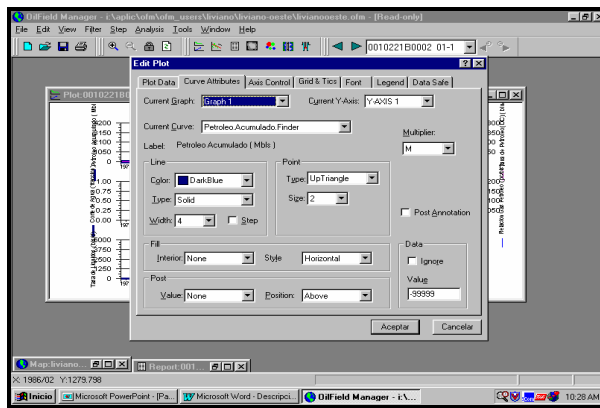 OilField Manager - i:\aplic\ofm\ofm_users\liviano\liviano-oeste\livianooeste.ofm - [Read-only]
File Edit View Filter Step Analysis Tools Window Help
0010221B0002 01-1
Plot:0010221B
Edit Plot
Plot Data Curve Attributes Axis Control Grid & Tics Font Legend Data Safe
Current Graph: Graph 1 Current Y-Axis: Y-AXIS 1
Current Curve: Petroleo.Acumulado.Finder
Multiplier:
Label: Petroleo Acumulado ( Mbls )
M
Line
Point
Color: DarkBlue
Type: UpTriangle
Type: Solid
Size: 2
Width: 4 Step
Post Annotation
Fill
Interior: None Style Horizontal
Data
Ignore
Value
-99999
Post
Value: None Position: Above
Aceptar Cancelar
Map:liviano... Report:001...
X: 1986/02 Y:1279.798
Inicio Microsoft PowerPoint - [Pa... Microsoft Word - Descripci... OilField Manager - i:\... 10:28 AM